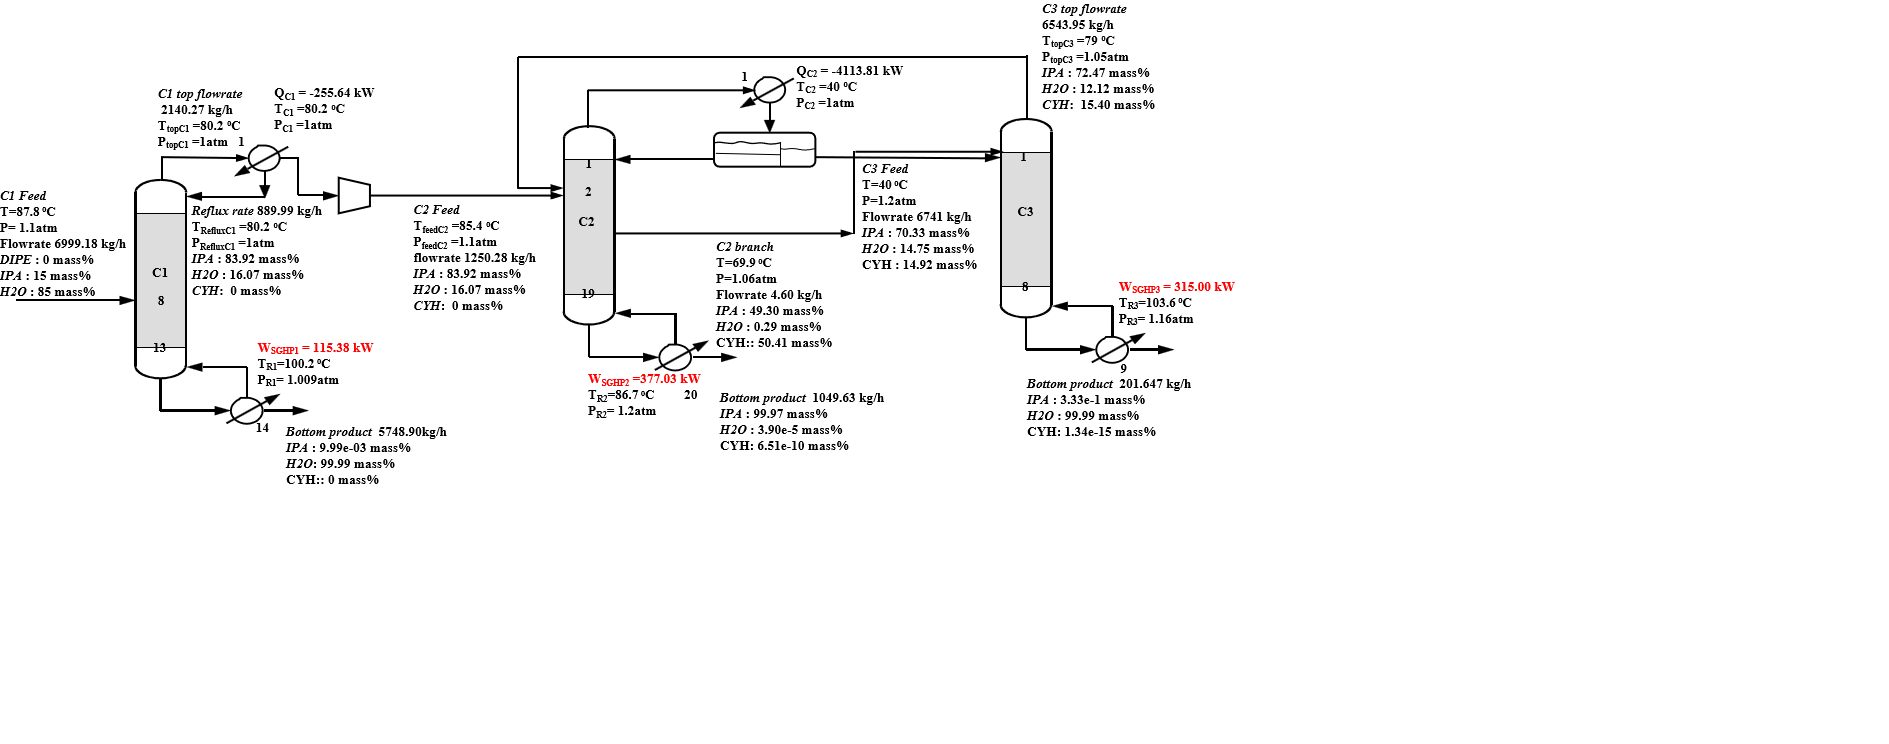 C3 top flowrate
6543.95 kg/h
TtopC3 =79 ⁰C
PtopC3 =1.05atm
IPA : 72.47 mass%
H2O : 12.12 mass%
CYH: 15.40 mass%
1
QC2 = -4113.81 kW
TC2 =40 ⁰C
PC2 =1atm
C1 top flowrate
2140.27 kg/h
TtopC1 =80.2 ⁰C
PtopC1 =1atm
1
QC1 = -255.64 kW
TC1 =80.2 ⁰C
PC1 =1atm
C1 Feed
T=87.8 ⁰C
P= 1.1atm
Flowrate 6999.18 kg/h
DIPE : 0 mass%
IPA : 15 mass%
H2O : 85 mass%
C1
8
13
Reflux rate 889.99 kg/h
TRefluxC1 =80.2 ⁰C
PRefluxC1 =1atm
IPA : 83.92 mass%
H2O : 16.07 mass%
CYH: 0 mass%
C2 Feed
TfeedC2 =85.4 ⁰C
PfeedC2 =1.1atm
flowrate 1250.28 kg/h
IPA : 83.92 mass%
H2O : 16.07 mass%
CYH: 0 mass%
1
2
C2
19
C2 branch
T=69.9 ⁰C
P=1.06atm
Flowrate 4.60 kg/h
IPA : 49.30 mass%
H2O : 0.29 mass%
CYH:: 50.41 mass%
C3 Feed
T=40 ⁰C
P=1.2atm
Flowrate 6741 kg/h
IPA : 70.33 mass%
H2O : 14.75 mass%
CYH : 14.92 mass%
1
C3
8
WSGHP3 = 315.00 kW
TR3=103.6 ⁰C
PR3= 1.16atm
9
WSGHP1 = 115.38 kW
TR1=100.2 ⁰C
PR1= 1.009atm
14
Bottom product 5748.90kg/h
IPA : 9.99e-03 mass%
H2O: 99.99 mass%
CYH:: 0 mass%
WSGHP2 =377.03 kW
TR2=86.7 ⁰C
PR2= 1.2atm
20
Bottom product 1049.63 kg/h
IPA : 99.97 mass%
H2O : 3.90e-5 mass%
CYH: 6.51e-10 mass%
Bottom product 201.647 kg/h
IPA : 3.33e-1 mass%
H2O : 99.99 mass%
CYH: 1.34e-15 mass%